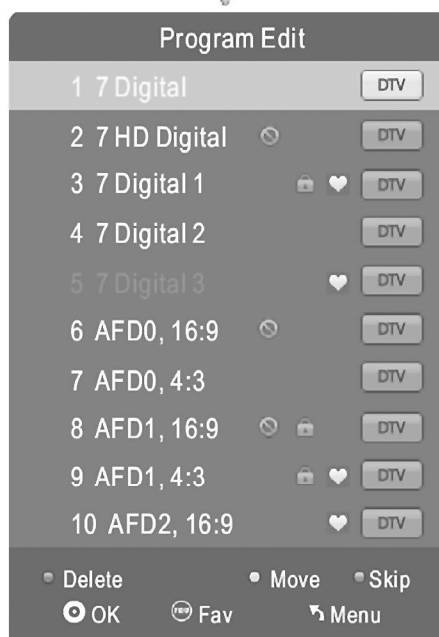 Program Edit
1 7 Digital DTV
2 7 HD Digital DTV
3 7 Digital 1 DTV
4 7 Digital 2 DTV
5 7 Digital 3 DTV
6 AFD0, 16:9 DTV
7 AFD0, 4:3 DTV
8 AFD1, 16:9 DTV
9 AFD1, 4:3 DTV
10 AFD2, 16:9 DTV
Delete Move Skip
OK Fav Menu